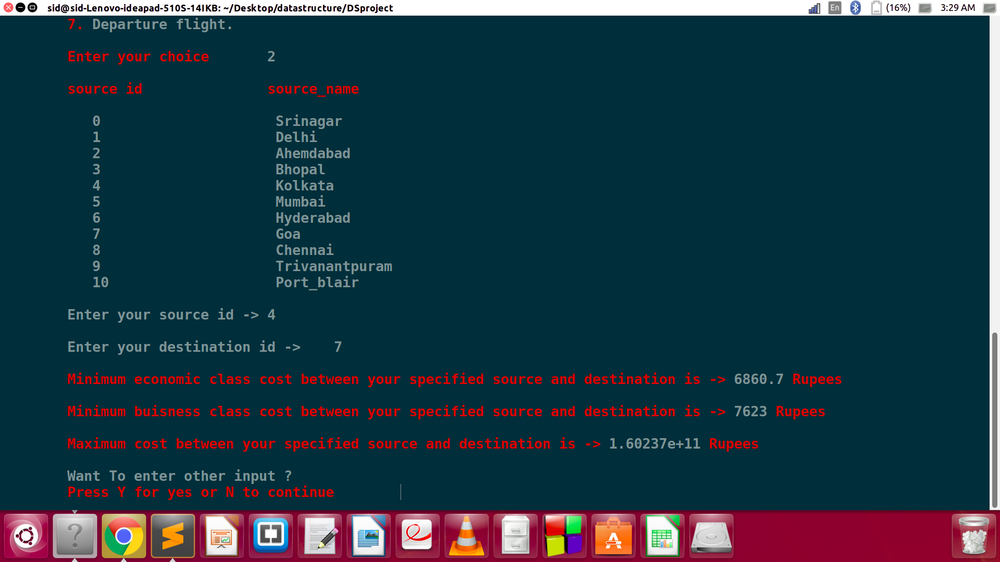 sid@sid-Lenovo-ideapad-510S-14IKB: ~/Desktop/datastructure/DSproject
En
(16%)
3:29 AM
7. Departure flight.
Enter your choice 2
source id source_name
0 Srinagar
1 Delhi
2 Ahemdabad
3 Bhopal
4 Kolkata
5 Mumbai
6 Hyderabad
7 Goa
8 Chennai
9 Trivanantpuram
10 Port_blair
Enter your source id -> 4
Enter your destination id -> 7
Minimum economic class cost between your specified source and destination is -> 6860.7 Rupees
Minimum buisness class cost between your specified source and destination is -> 7623 Rupees
Maximum cost between your specified source and destination is -> 1.60237e+11 Rupees
Want To enter other input ?
Press Y for yes or N to continue